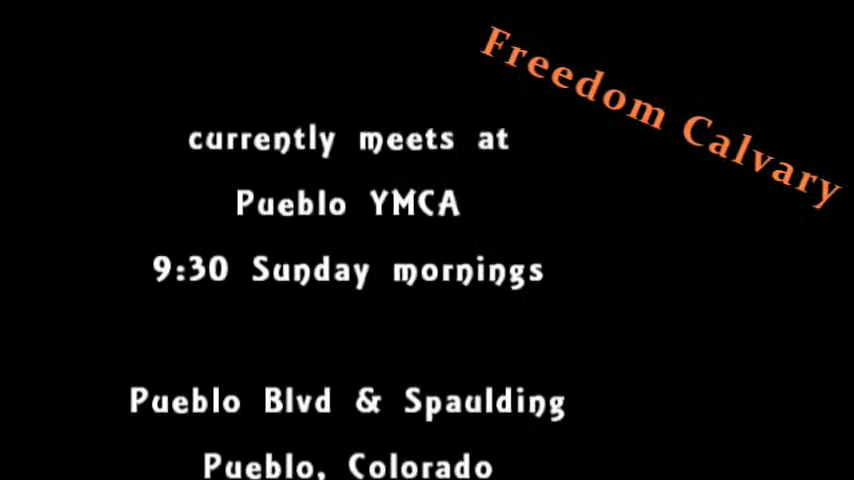 Freedom Calvary
currently meets at
Pueblo YMCA
9:30 Sunday mornings
Pueblo Blvd & Spaulding
Pueblo, Colorado